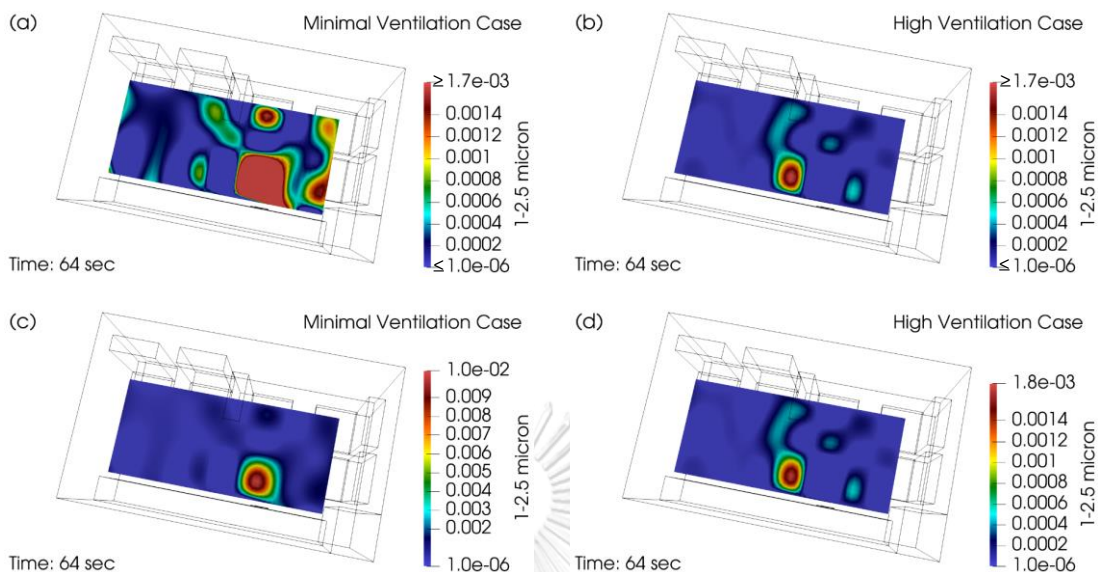 (a)
Minimal Ventilation Case
≥ 1.7e-03
0.0014
0.0012
0.001
0.0008
0.0006
0.0004
0.0002
≤ 1.0e-06
1-2.5 micron
Time: 64 sec
(b)
High Ventilation Case
≥ 1.7e-03
0.0014
0.0012
0.001
0.0008
0.0006
0.0004
0.0002
≤ 1.0e-06
1-2.5 micron
Time: 64 sec
(c)
Minimal Ventilation Case
1.0e-02
0.009
0.008
0.007
0.006
0.005
0.004
0.003
0.002
1.0e-06
1-2.5 micron
Time: 64 sec
(d)
High Ventilation Case
1.8e-03
0.0014
0.0012
0.001
0.0008
0.0006
0.0004
0.0002
1.0e-06
1-2.5 micron
Time: 64 sec